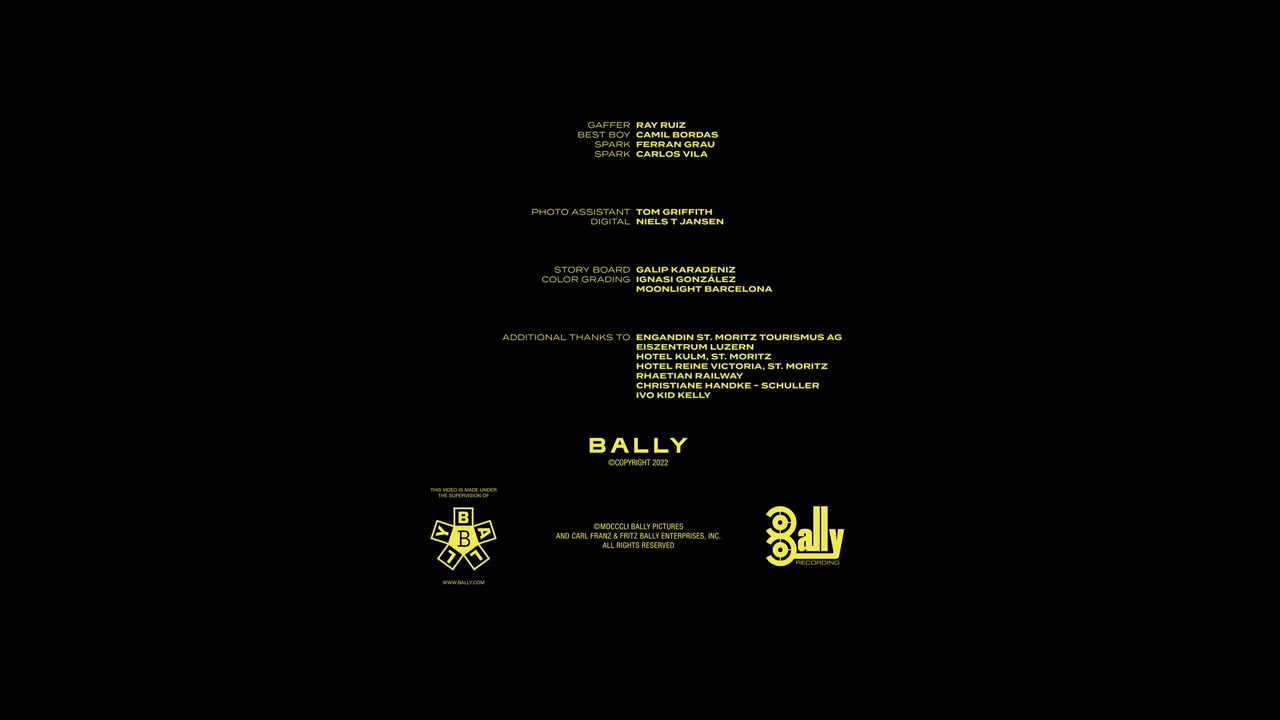 GAFFER RAY RUIZ
BEST BOY CAMIL BORDAS
SPARK FERRAN GRAU
SPARK CARLOS VILA
PHOTO ASSISTANT TOM GRIFFITH
DIGITAL NIELS T JANSEN
STORY BOARD GALIP KARADENIZ
COLOR GRADING IGNASI GONZÁLEZ
MOONLIGHT BARCELONA
ADDITIONAL THANKS TO ENGANDIN ST. MORITZ TOURISMUS AG
EISZENTRUM LUZERN
HOTEL KULM, ST. MORITZ
HOTEL REINE VICTORIA, ST. MORITZ
RHAETIAN RAILWAY
CHRISTIANE HANDKE - SCHULLER
IVO KID KELLY
BALLY
©COPYRIGHT 2022
THIS VIDEO IS MADE UNDER
THE SUPERVISION OF
BALLY
B
WWW.BALLY.COM
©MDCCCLI BALLY PICTURES
AND CARL FRANZ & FRITZ BALLY ENTERPRISES, INC.
ALL RIGHTS RESERVED
Bally
RECORDING